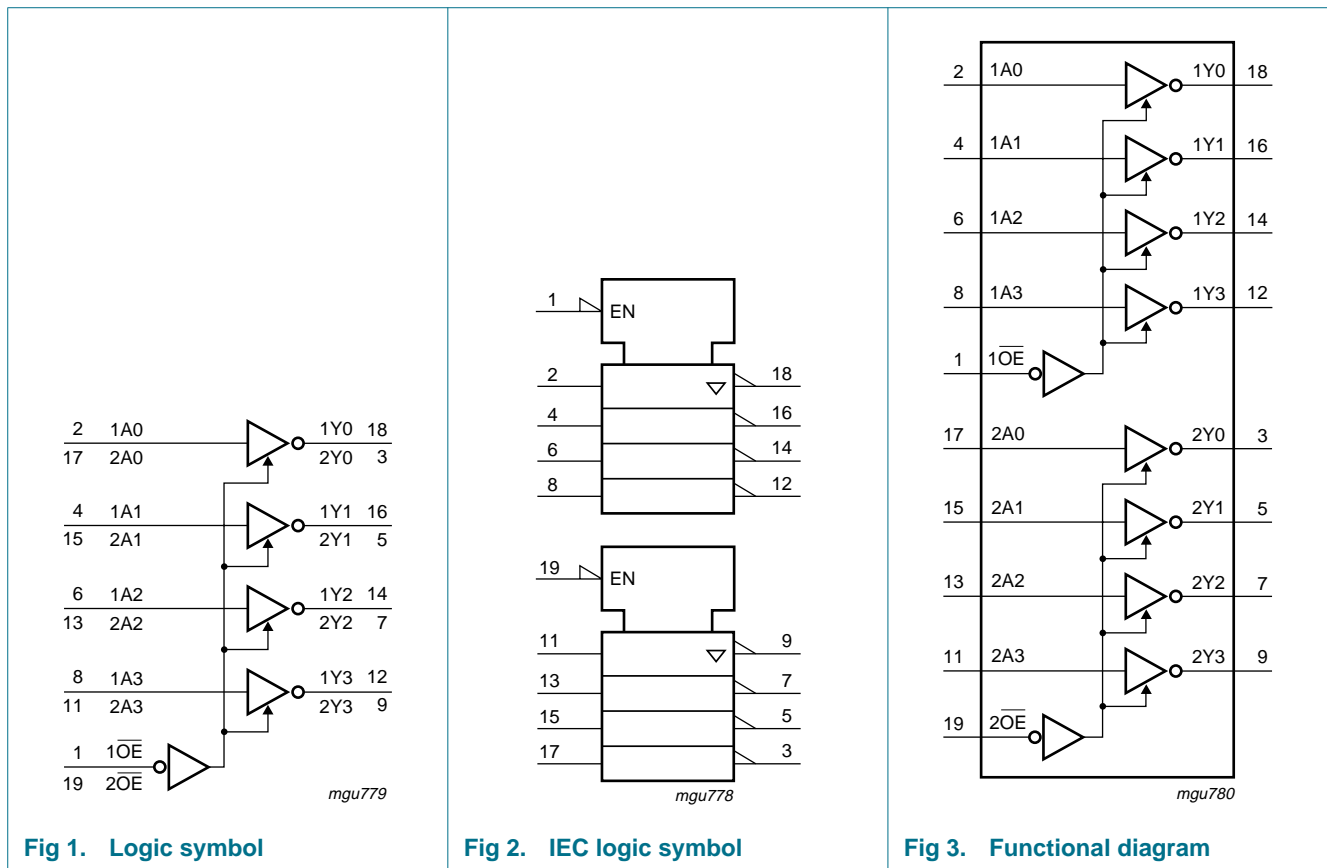 2 1A0 1Y0 18
17 2A0 2Y0 3
4 1A1 1Y1 16
15 2A1 2Y1 5
6 1A2 1Y2 14
13 2A2 2Y2 7
8 1A3 1Y3 12
11 2A3 2Y3 9
1 1O̅E̅
19 2O̅E̅
mgu779
Fig 1. Logic symbol
1 EN
2 18
4 16
6 14
8 12
19 EN
11 9
13 7
15 5
17 3
mgu778
Fig 2. IEC logic symbol
2 1A0 1Y0 18
4 1A1 1Y1 16
6 1A2 1Y2 14
8 1A3 1Y3 12
1 1O̅E̅
17 2A0 2Y0 3
15 2A1 2Y1 5
13 2A2 2Y2 7
11 2A3 2Y3 9
19 2O̅E̅
mgu780
Fig 3. Functional diagram